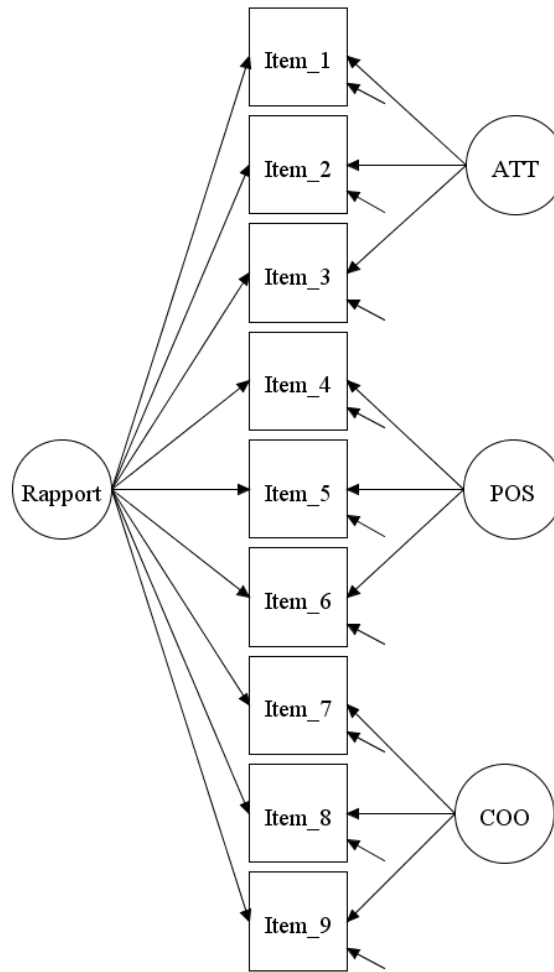 Item_1
Item_2
ATT
Item_3
Item_4
Rapport
Item_5
POS
Item_6
Item_7
Item_8
COO
Item_9